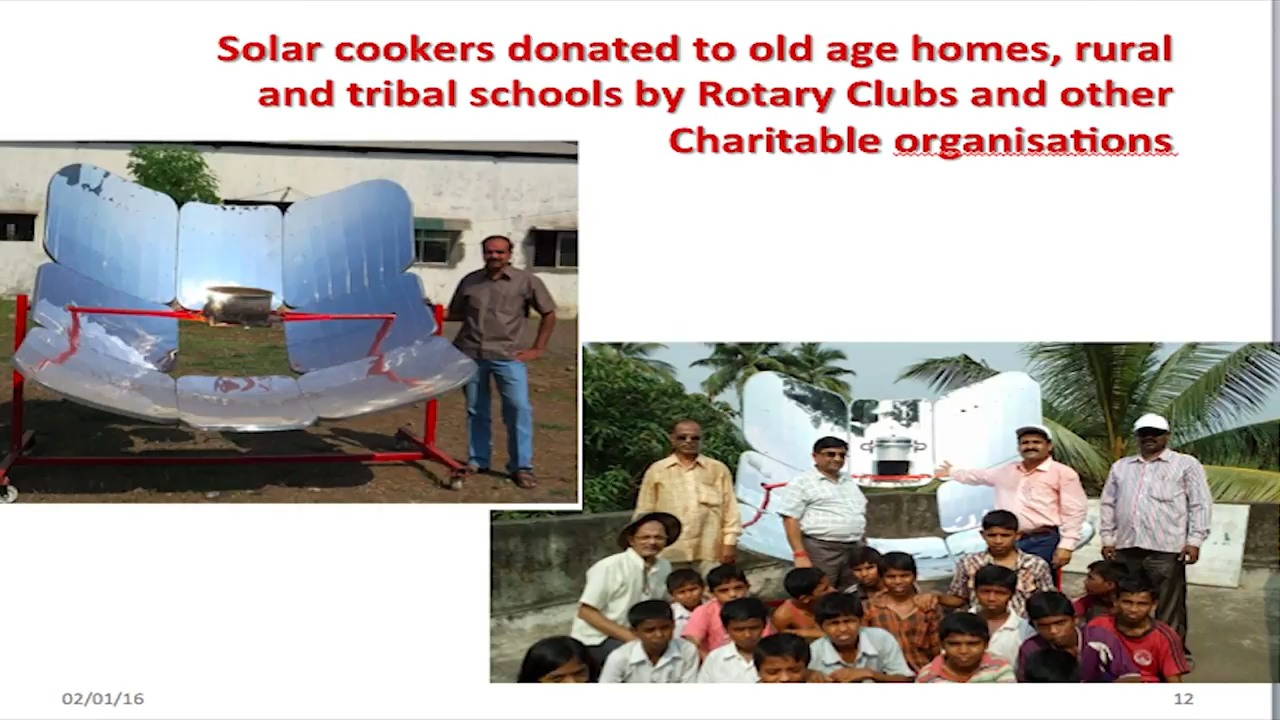 Solar cookers donated to old age homes, rural
and tribal schools by Rotary Clubs and other
Charitable organisations
02/01/16
12